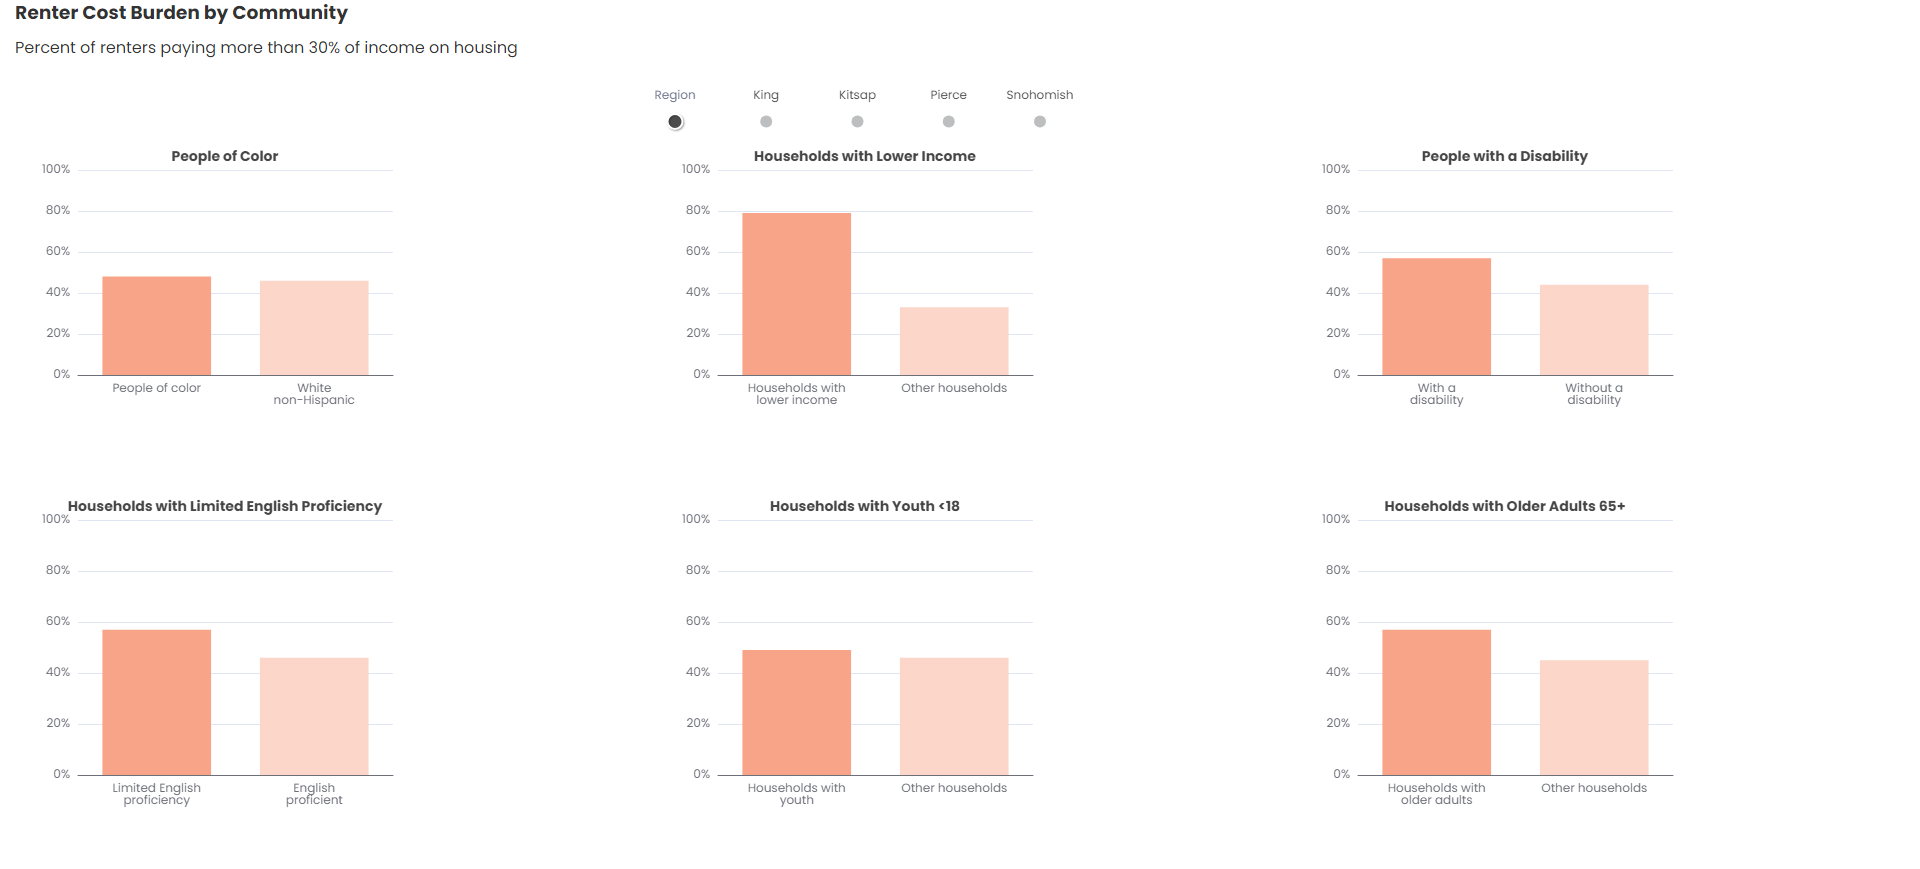 Renter Cost Burden by Community
Percent of renters paying more than 30% of income on housing
Region King Kitsap Pierce Snohomish
People of Color
100%
80%
60%
40%
20%
0%
People of color
White
non-Hispanic
Households with Lower Income
100%
80%
60%
40%
20%
0%
Households with
lower income
Other households
People with a Disability
100%
80%
60%
40%
20%
0%
With a
disability
Without a
disability
Households with Limited English Proficiency
100%
80%
60%
40%
20%
0%
Limited English
proficiency
English
proficient
Households with Youth <18
100%
80%
60%
40%
20%
0%
Households with
youth
Other households
Households with Older Adults 65+
100%
80%
60%
40%
20%
0%
Households with
older adults
Other households